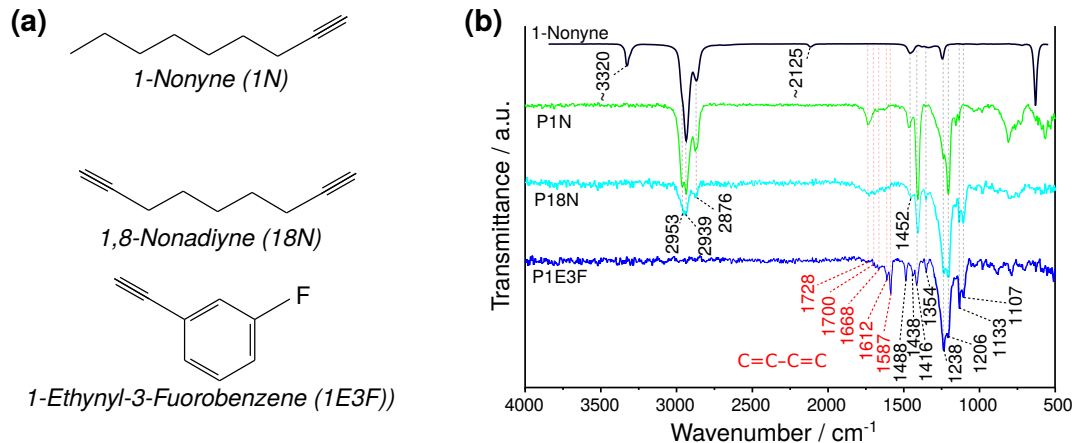 (a)
1-Nonyne (1N)
1,8-Nonadiyne (18N)
F
1-Ethynyl-3-Fuorobenzene (1E3F))
(b)
Transmittance / a.u.
1-Nonyne
~3320
~2125
P1N
P18N
2953
2939
2876
1452
P1E3F
1728
1700
1668
1612
1587
1488
1438
1416
1354
1238
1206
1133
1107
C=C-C=C
4000 3500 3000 2500 2000 1500 1000 500
Wavenumber / cm⁻¹